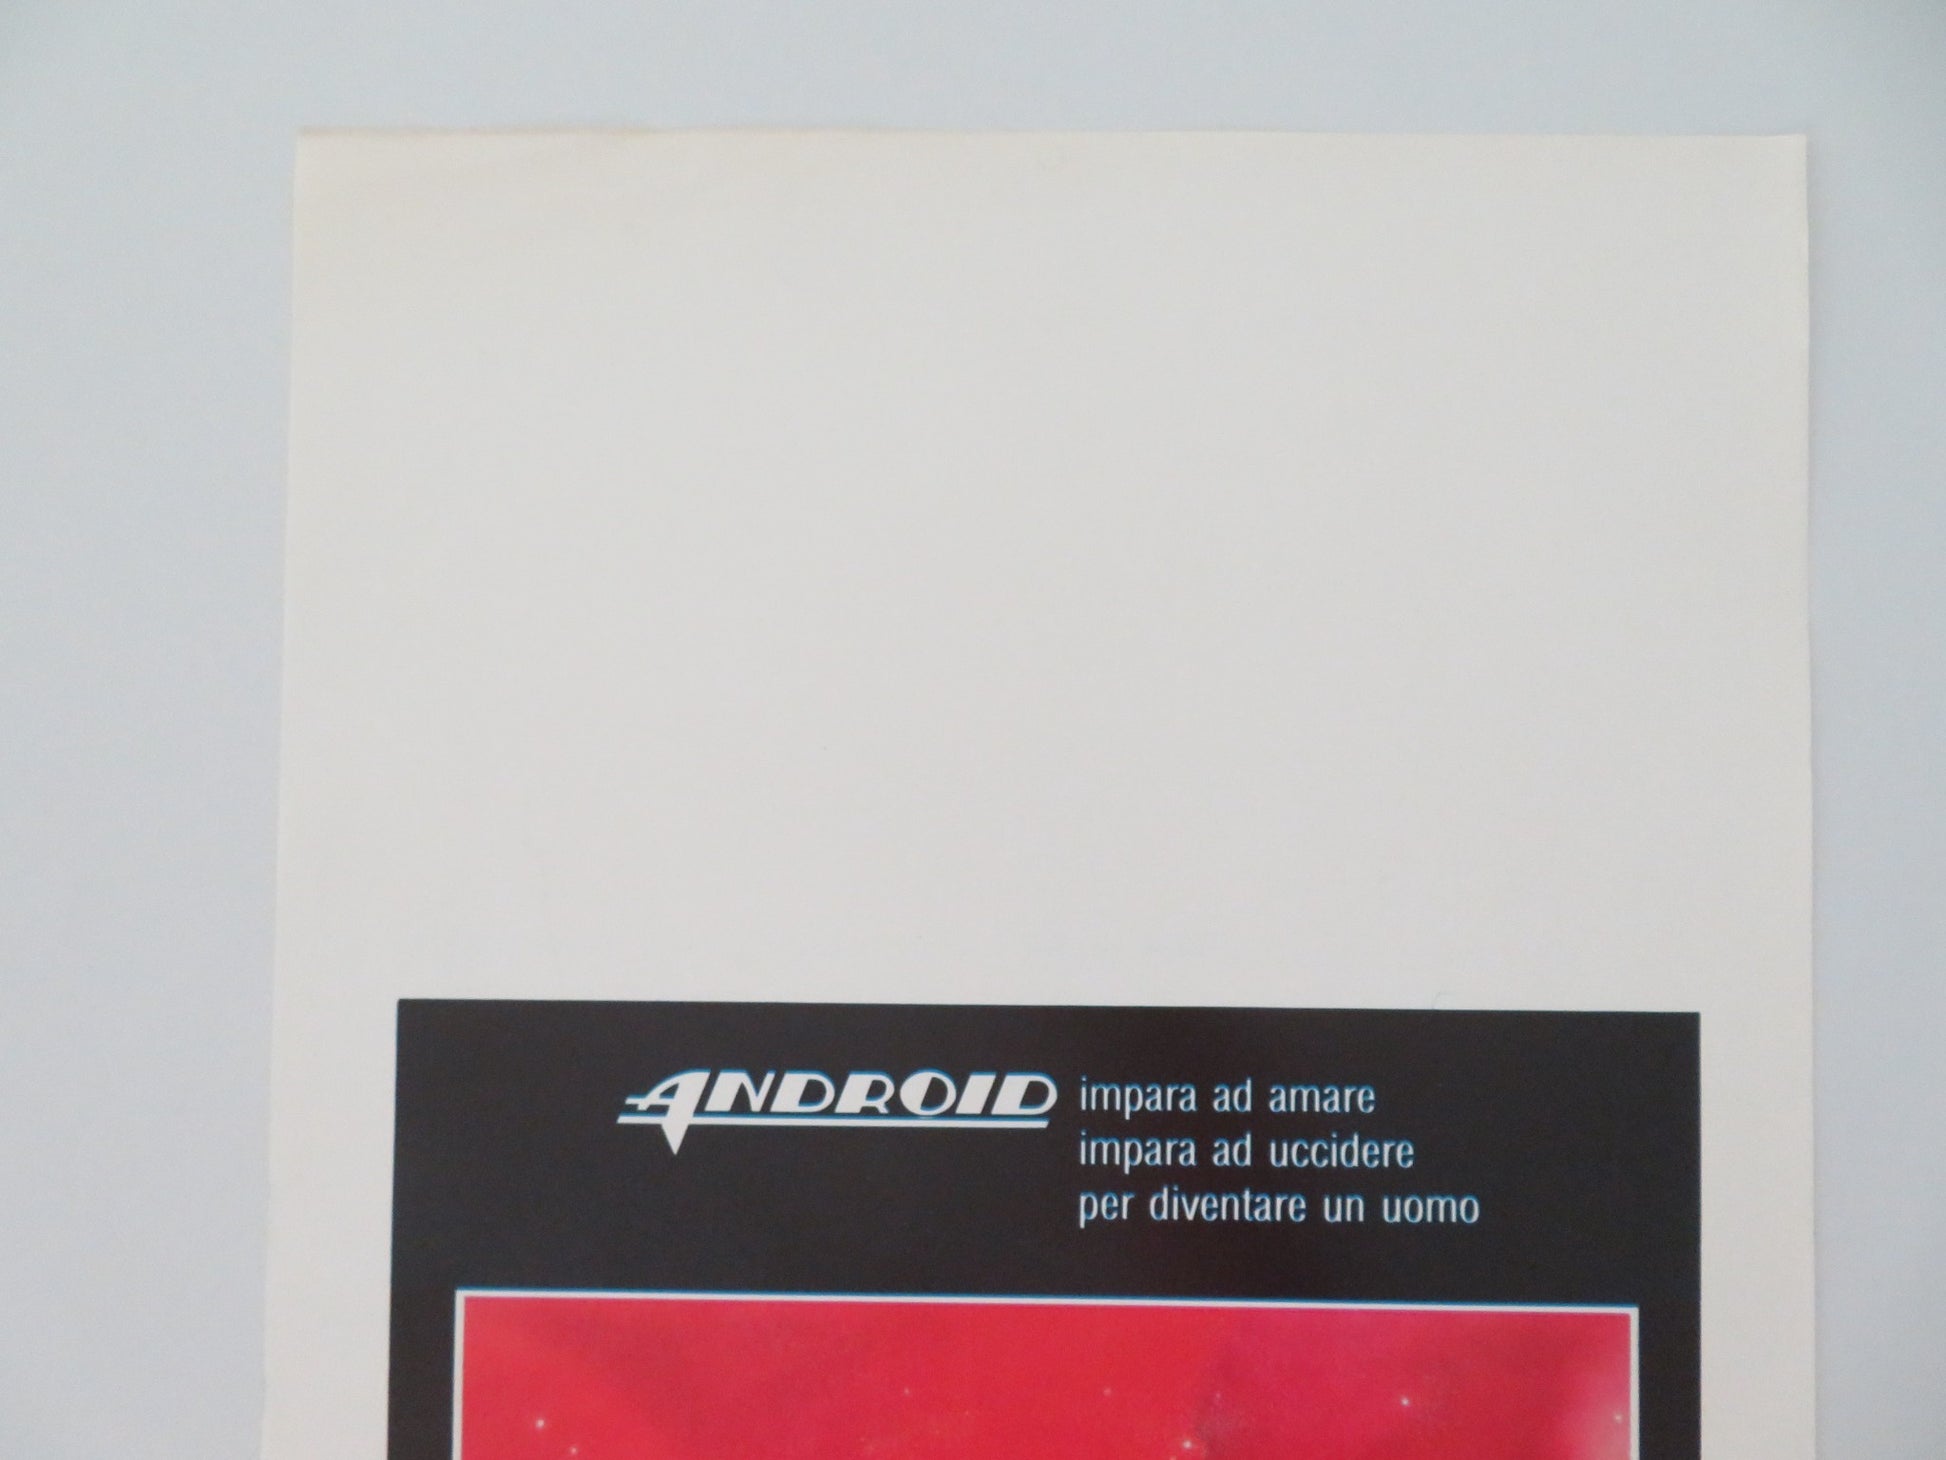 ANDROID impara ad amare
impara ad uccidere
per diventare un uomo